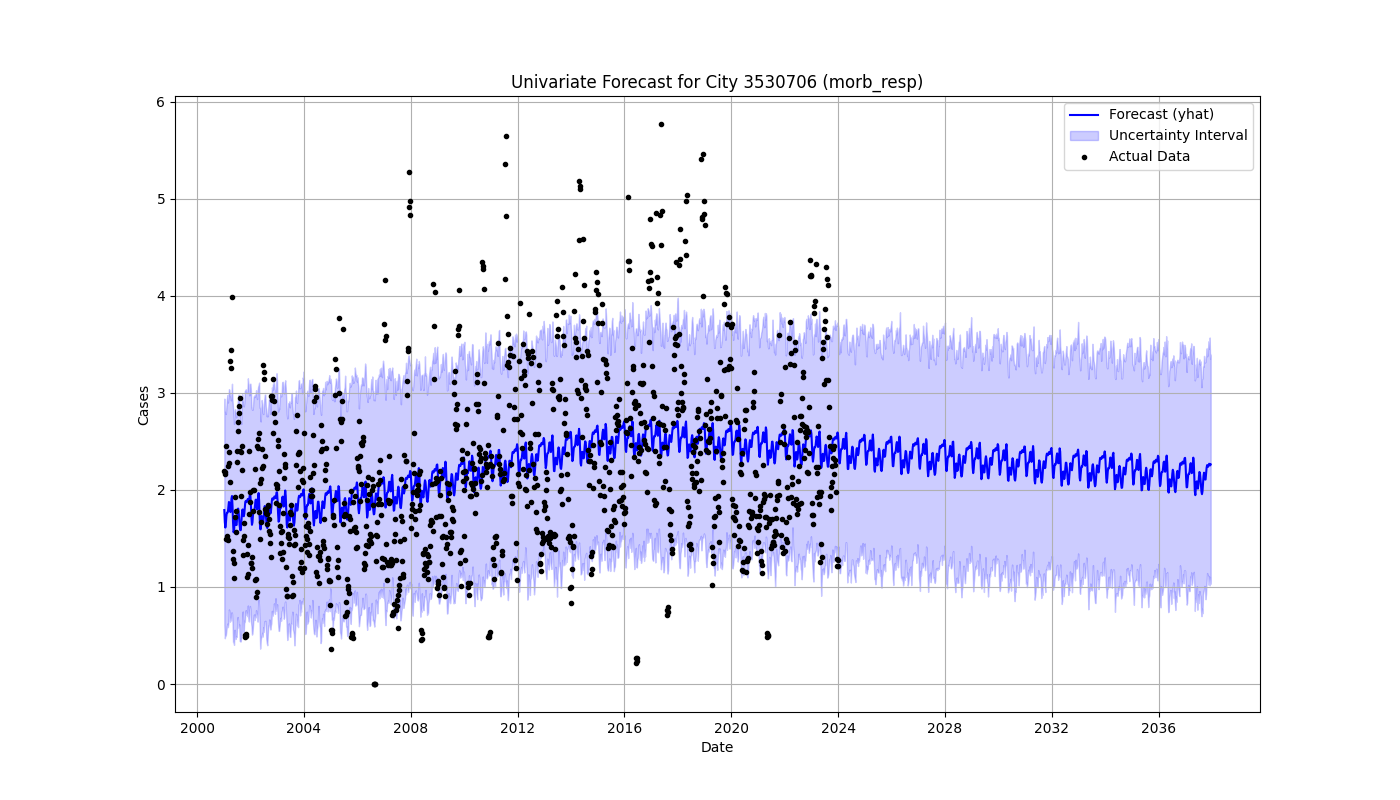 Univariate Forecast for City 3530706 (morb_resp)
Forecast (yhat)
Uncertainty Interval
Actual Data
Cases
6
5
4
3
2
1
0
2000 2004 2008 2012 2016 2020 2024 2028 2032 2036
Date